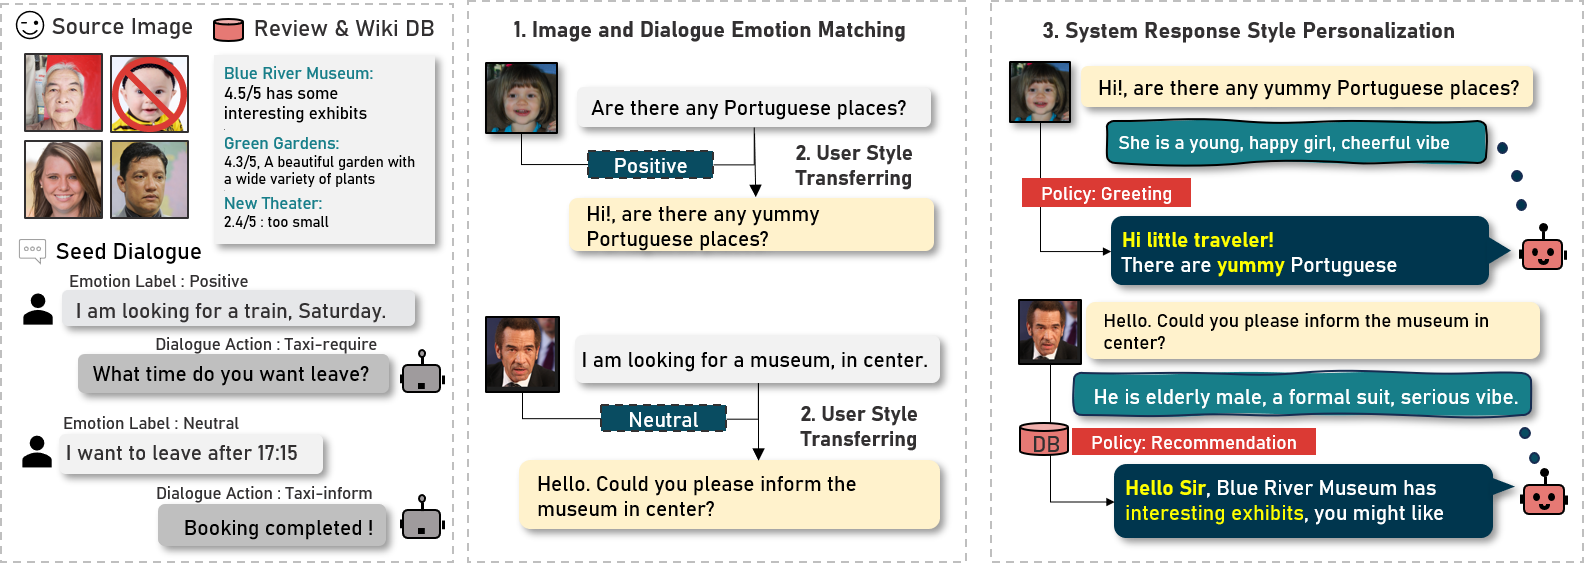 Source Image
Review & Wiki DB
Blue River Museum:
4.5/5 has some
interesting exhibits
Green Gardens:
4.3/5, A beautiful garden with
a wide variety of plants
New Theater:
2.4/5 : too small
Seed Dialogue
Emotion Label : Positive
I am looking for a train, Saturday.
Dialogue Action : Taxi-require
What time do you want leave?
Emotion Label : Neutral
I want to leave after 17:15
Dialogue Action : Taxi-inform
Booking completed !
1. Image and Dialogue Emotion Matching
Are there any Portuguese places?
Positive
2. User Style
Transferring
Hi!, are there any yummy
Portuguese places?
I am looking for a museum, in center.
Neutral
2. User Style
Transferring
Hello. Could you please inform the
museum in center?
3. System Response Style Personalization
Hi!, are there any yummy Portuguese places?
She is a young, happy girl, cheerful vibe
Policy: Greeting
Hi little traveler!
There are yummy Portuguese
Hello. Could you please inform the museum in
center?
He is elderly male, a formal suit, serious vibe.
DB
Policy: Recommendation
Hello Sir, Blue River Museum has
interesting exhibits, you might like